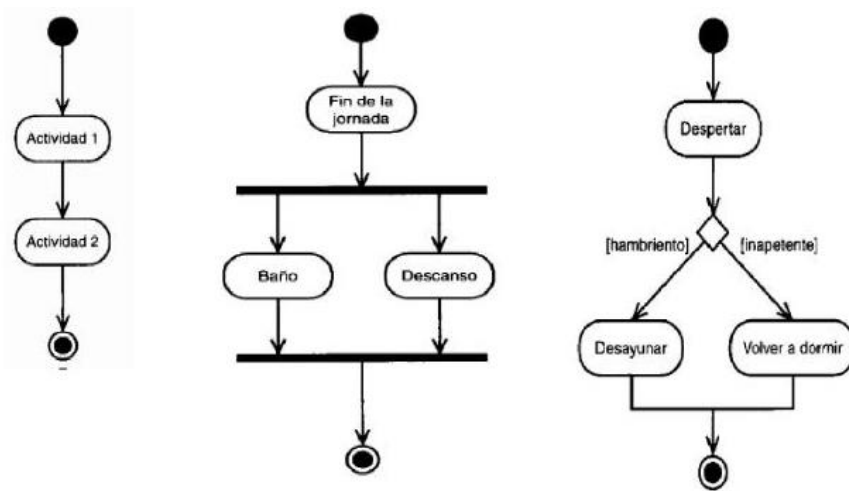 Actividad 1
Actividad 2
Fin de la
jornada
Baño
Descanso
Despertar
[hambriento]
[inapetente]
Desayunar
Volver a dormir